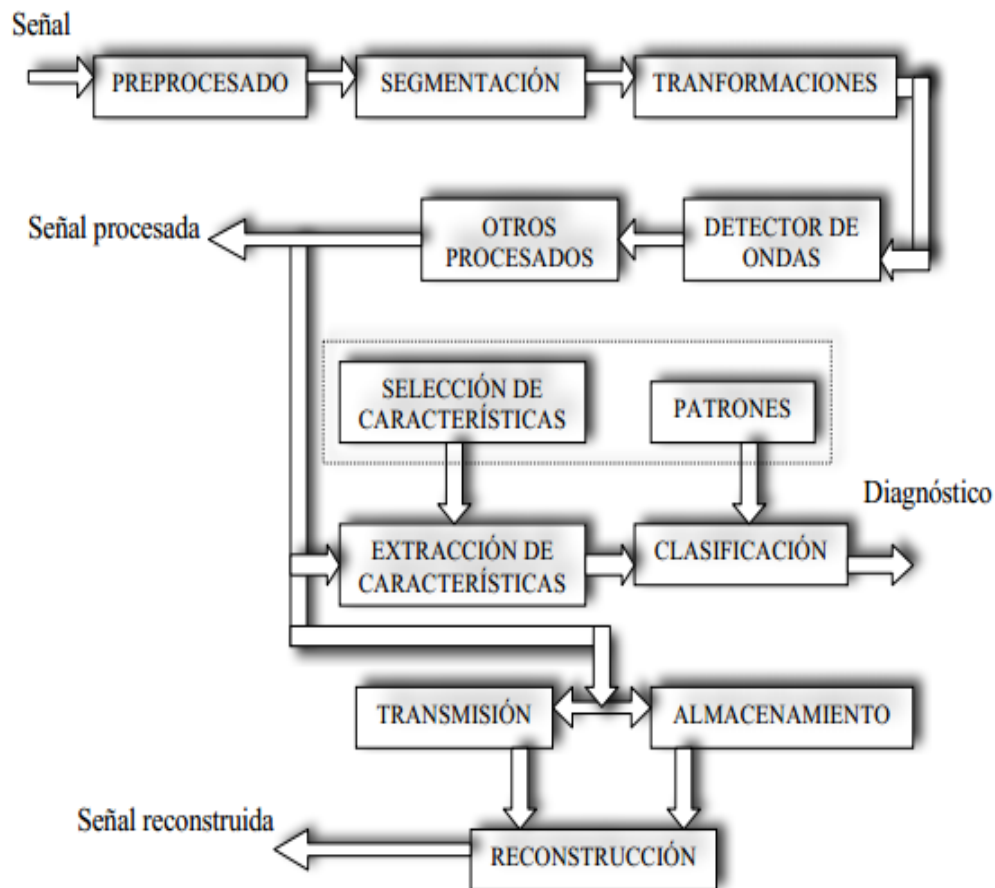 Señal
PREPROCESADO
SEGMENTACIÓN
TRANFORMACIONES
Señal procesada
OTROS
PROCESADOS
DETECTOR DE
ONDAS
SELECCIÓN DE
CARACTERÍSTICAS
PATRONES
Diagnóstico
EXTRACCIÓN DE
CARACTERÍSTICAS
CLASIFICACIÓN
TRANSMISIÓN
ALMACENAMIENTO
Señal reconstruida
RECONSTRUCCIÓN